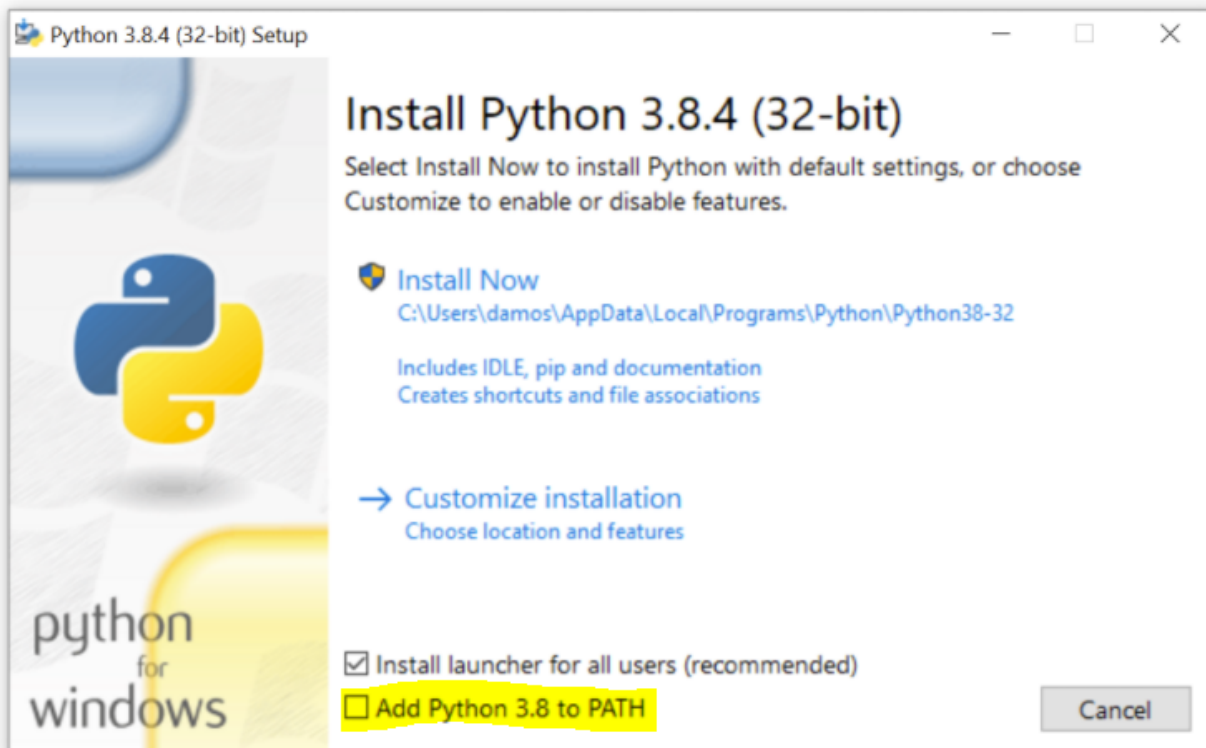 Python 3.8.4 (32-bit) Setup
Install Python 3.8.4 (32-bit)
Select Install Now to install Python with default settings, or choose
Customize to enable or disable features.
Install Now
C:\Users\damos\AppData\Local\Programs\Python\Python38-32
Includes IDLE, pip and documentation
Creates shortcuts and file associations
Customize installation
Choose location and features
python
for
windows
Install launcher for all users (recommended)
Add Python 3.8 to PATH
Cancel